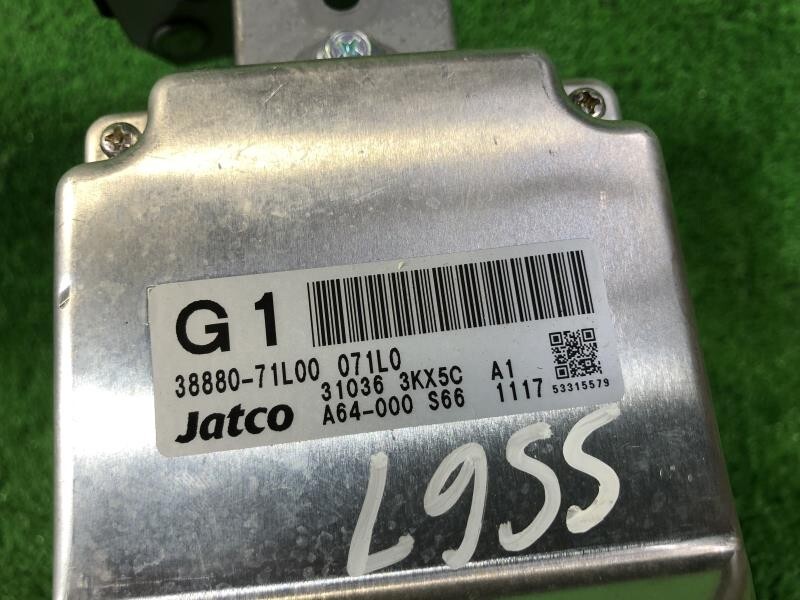 G1
38880-71L00 071L0
31036 3KX5C A1
Jatco A64-000 S66 1117 53315579
L955